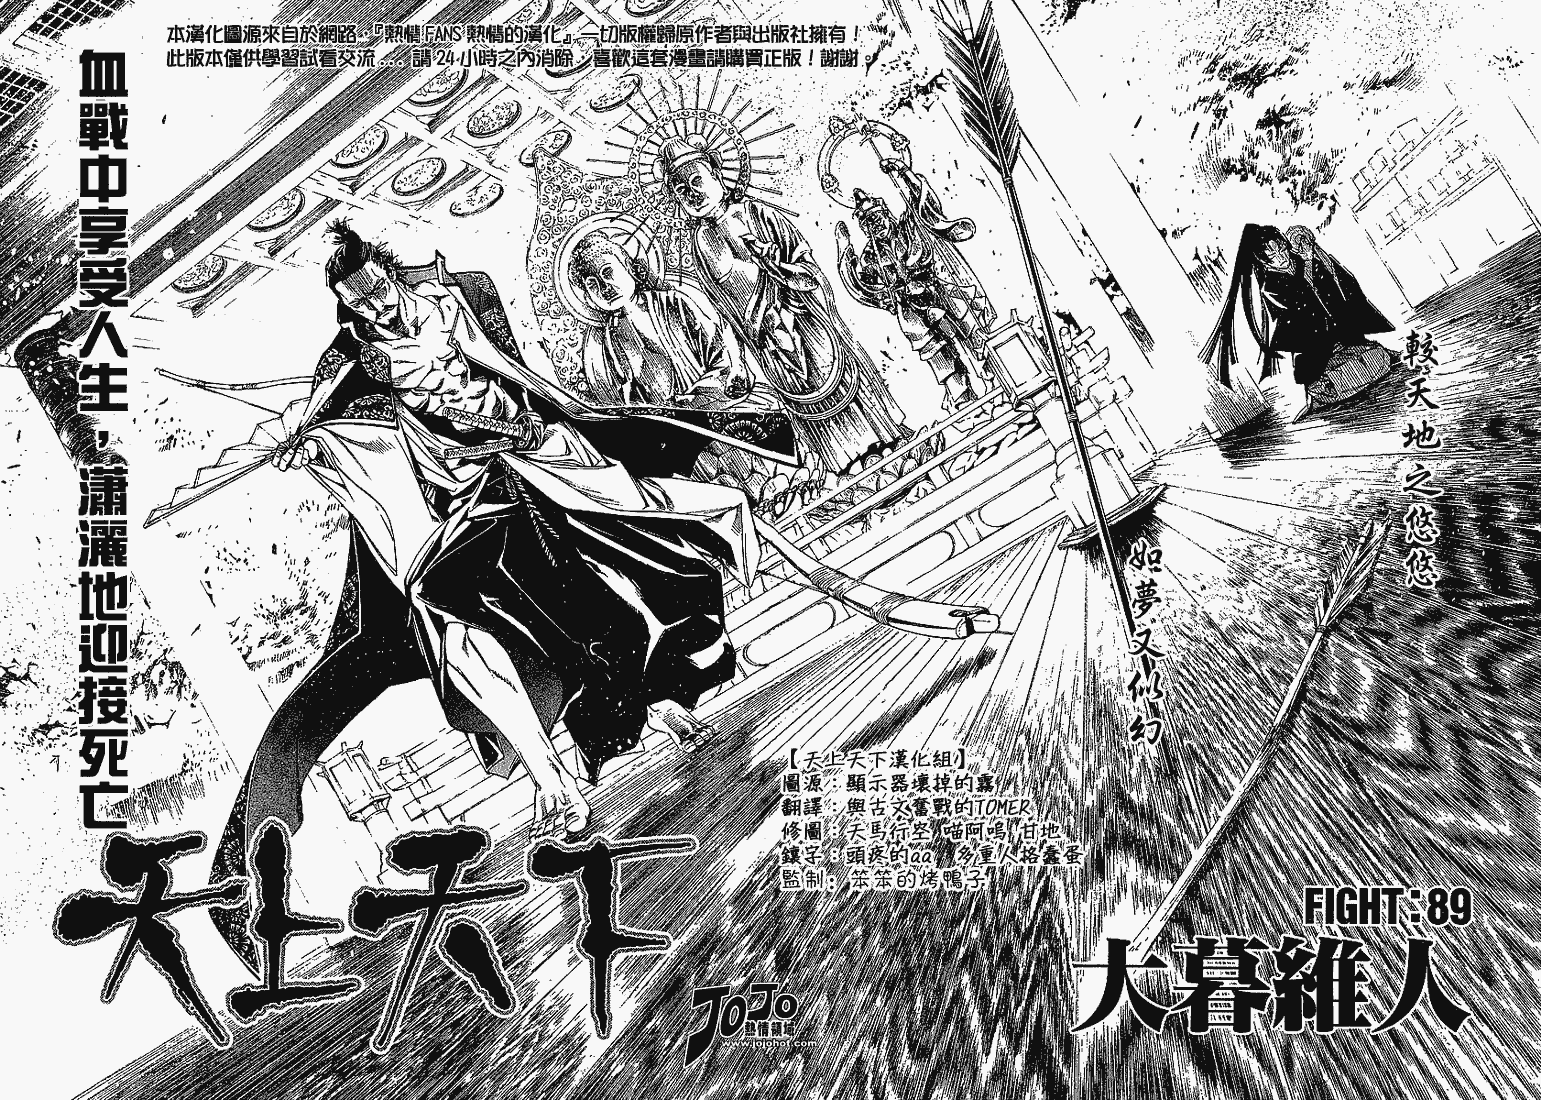 本漢化圖源來自於網路，『熱情FANS熱情的漢化』一切版權歸原作者與出版社擁有！
此版本僅供學習試看交流....請24小時之內消除，喜歡這套漫畫請購買正版！謝謝。
較天地之悠悠
如夢又似幻
血戰中享受人生，瀟灑地迎接死亡
【天上天下漢化組】
圖源：顯示器壞掉的霧
翻譯：與古文奮戰的TOMER
修圖：天馬行空 喵阿嗚 甘地
鑲字：頭疼的aa 多重人格蠢蛋
監制：笨笨的烤鴨子
天上天下
FIGHT：89
大暮維人
JOJO
熱情領域
www.jojohot.com